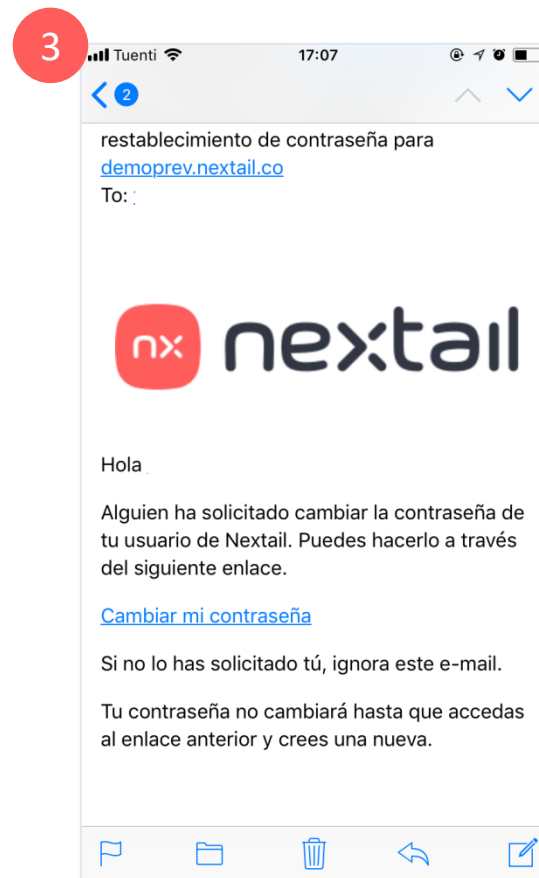 3
Tuenti 17:07
2
restablecimiento de contraseña para
demoprev.nextail.co
To: :
nx nextail
Hola
Alguien ha solicitado cambiar la contraseña de
tu usuario de Nextail. Puedes hacerlo a través
del siguiente enlace.
Cambiar mi contraseña
Si no lo has solicitado tú, ignora este e-mail.
Tu contraseña no cambiará hasta que accedas
al enlace anterior y crees una nueva.